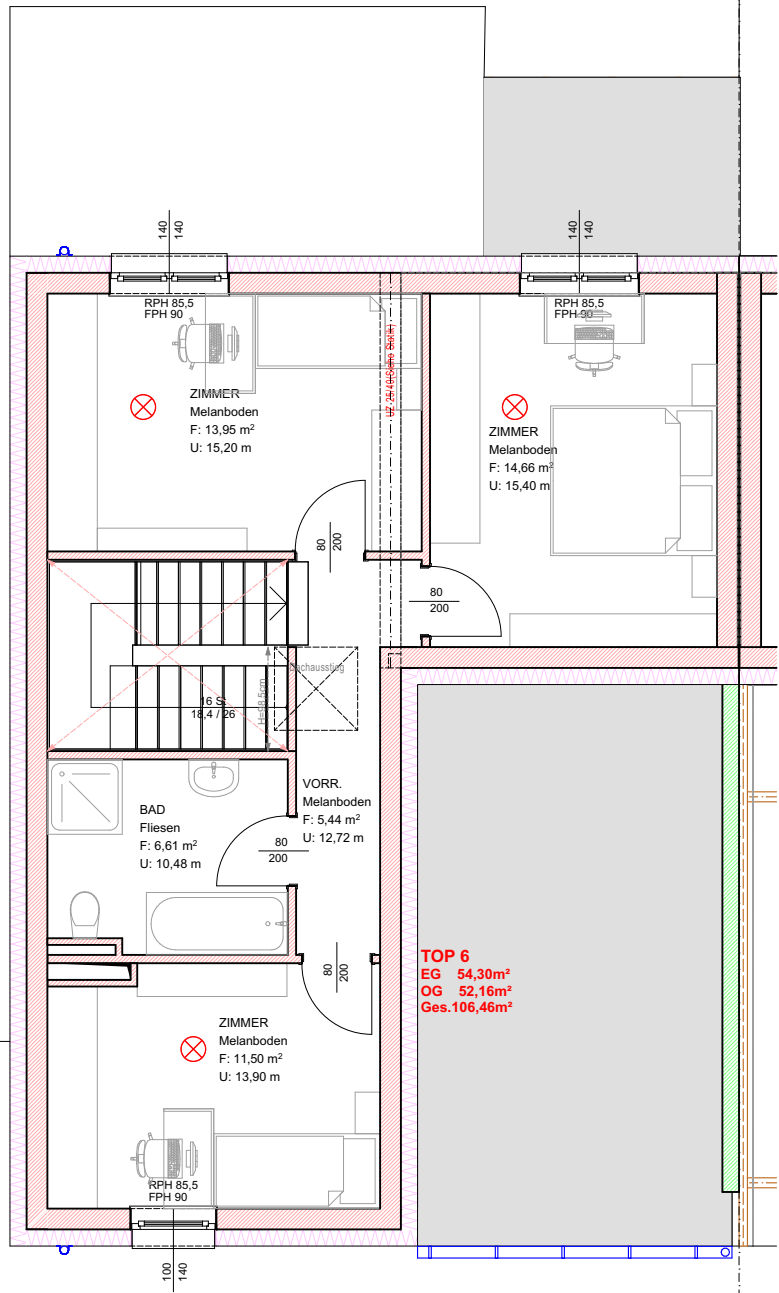 140
140
140
140
RPH 85,5
FPH 90
RPH 85,5
FPH 90
ZIMMER
Melanboden
F: 13,95 m²
U: 15,20 m
ZIMMER
Melanboden
F: 14,66 m²
U: 15,40 m
80
200
80
200
Dachausstieg
H=98,5cm
16 S
18,4 / 26
BAD
Fliesen
F: 6,61 m²
U: 10,48 m
VORR.
Melanboden
F: 5,44 m²
U: 12,72 m
80
200
80
200
TOP 6
EG 54,30m²
OG 52,16m²
Ges.106,46m²
ZIMMER
Melanboden
F: 11,50 m²
U: 13,90 m
RPH 85,5
FPH 90
100
140